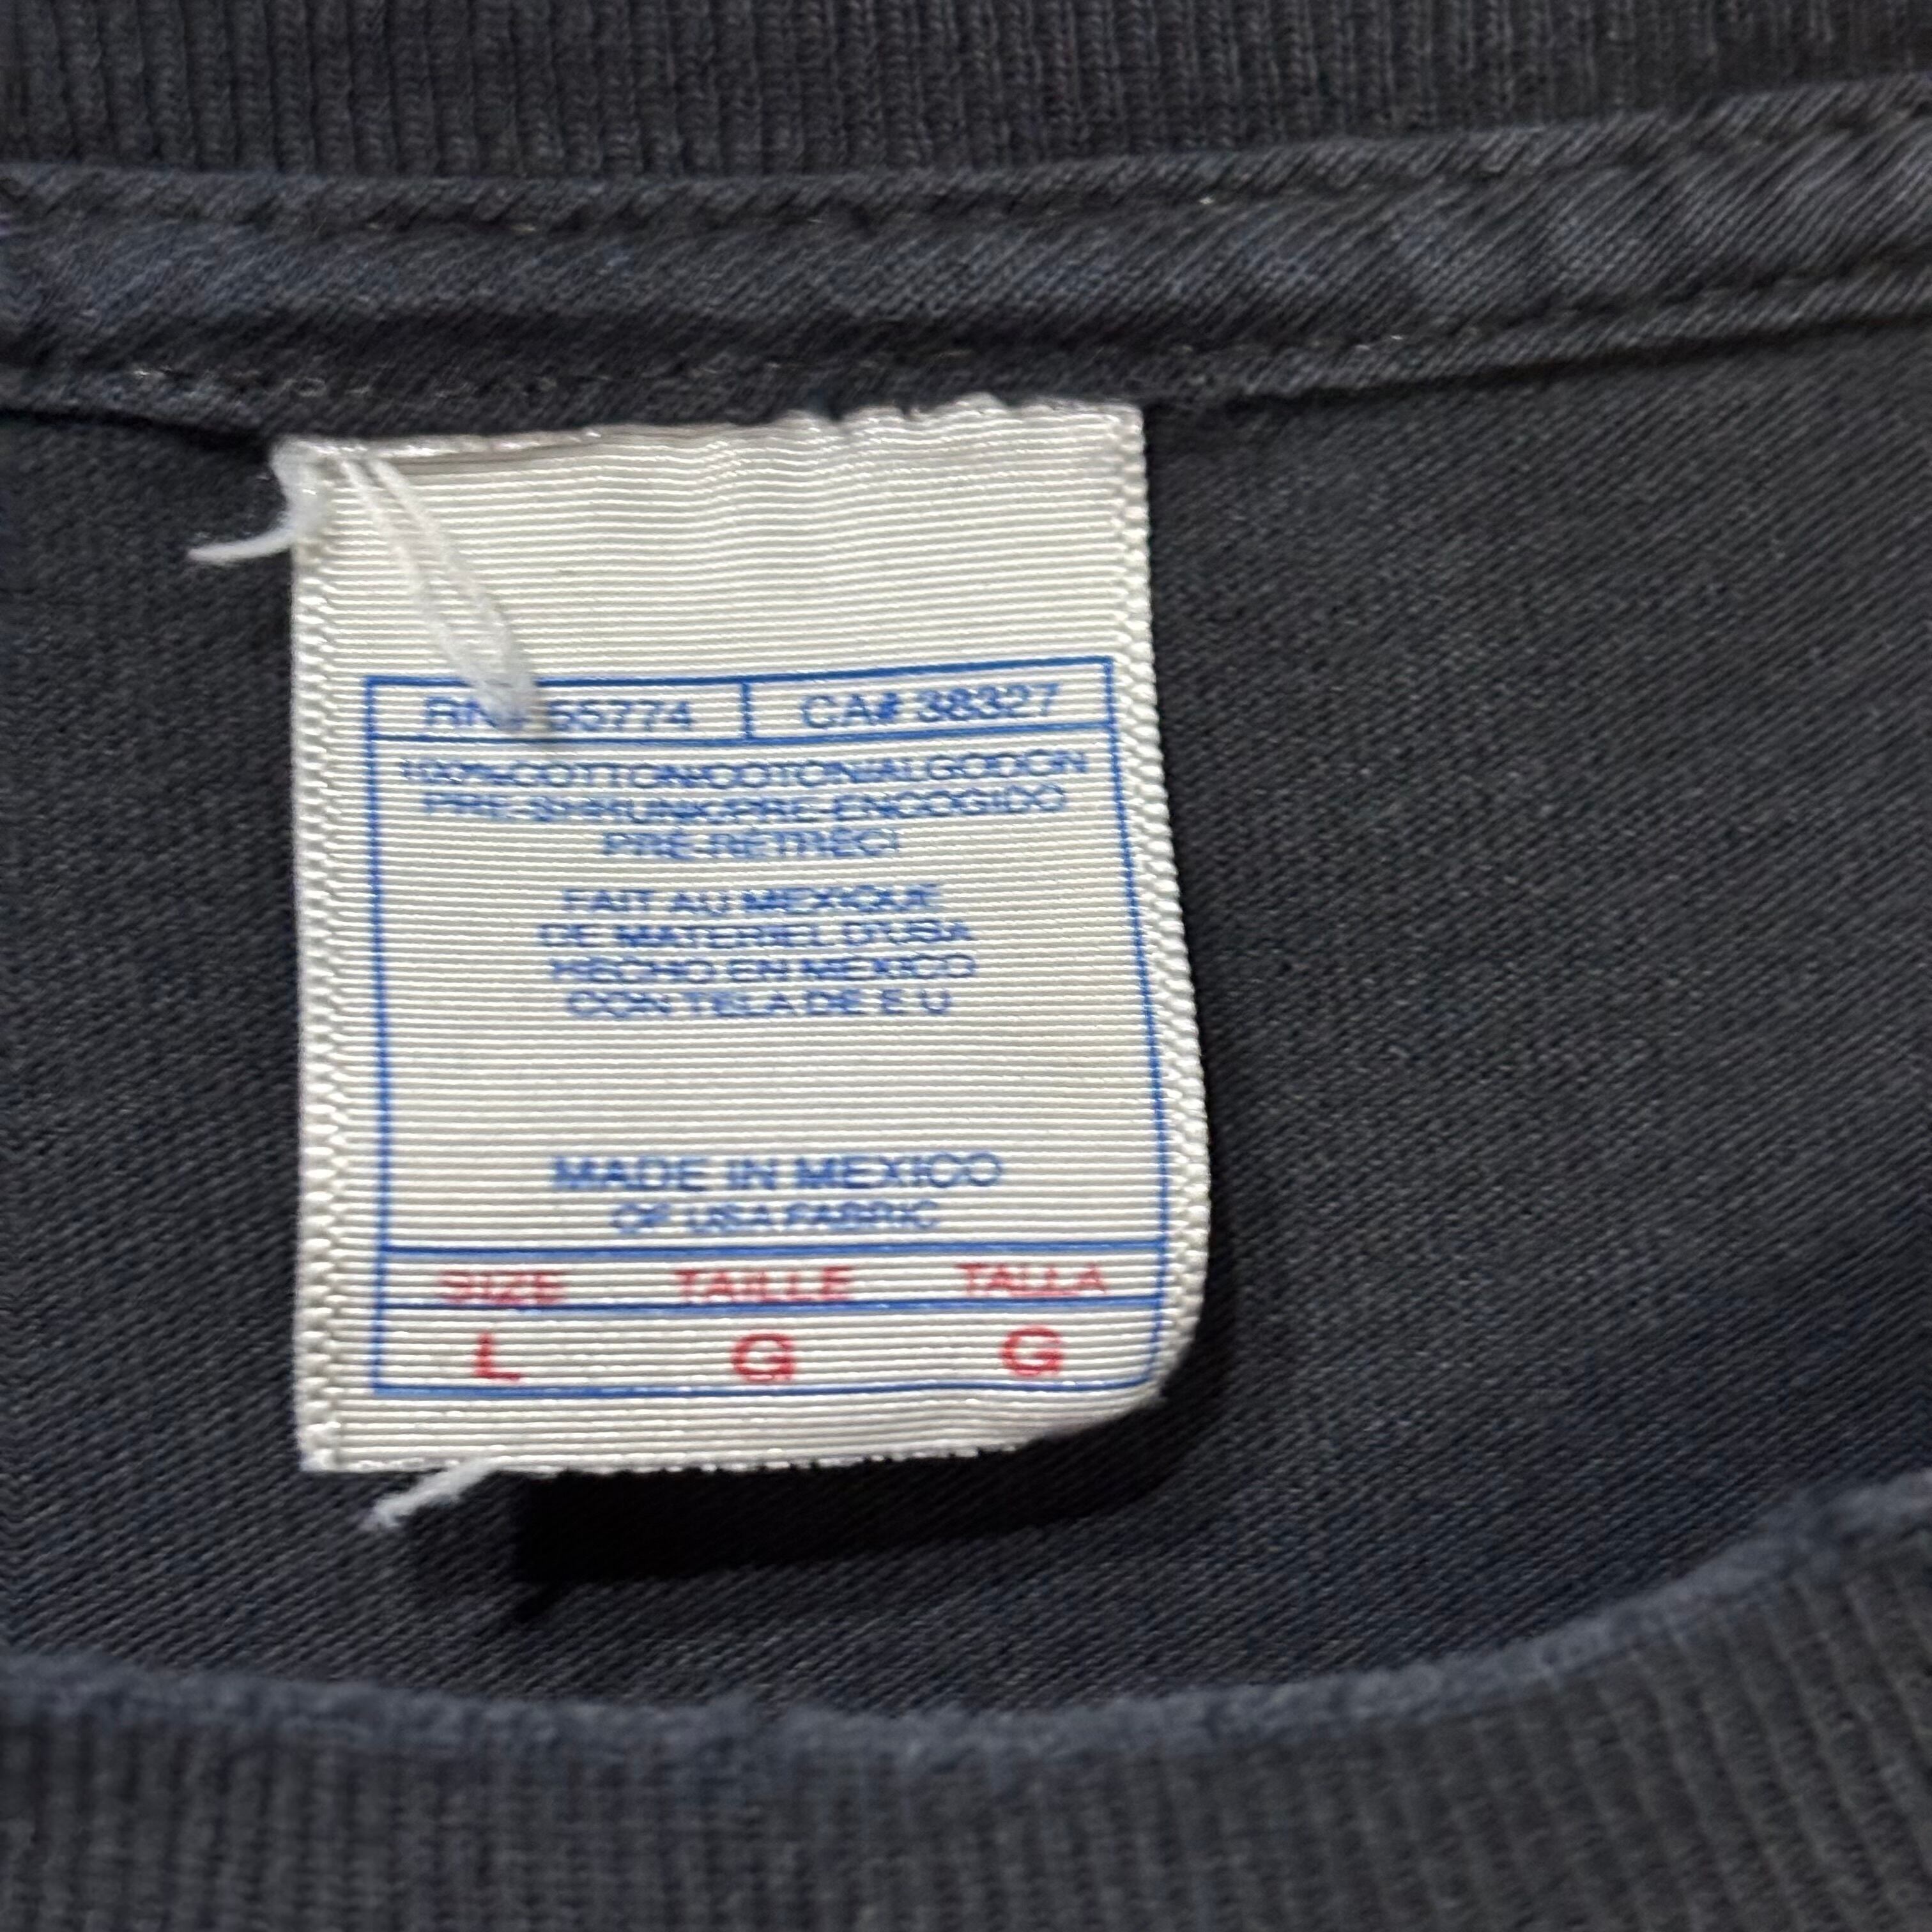 RN# 55774 CA# 38327
100%COTTON/COTON/ALGODON
PRE-SHRUNK/PRE-ENCOGIDO
PRÉ-RÉTRÉCI
FAIT AU MEXIQUE
DE MATERIEL D'USA
HECHO EN MEXICO
CON TELA DE E U
MADE IN MEXICO
OF USA FABRIC
SIZE TAILLE TALLA
L G G